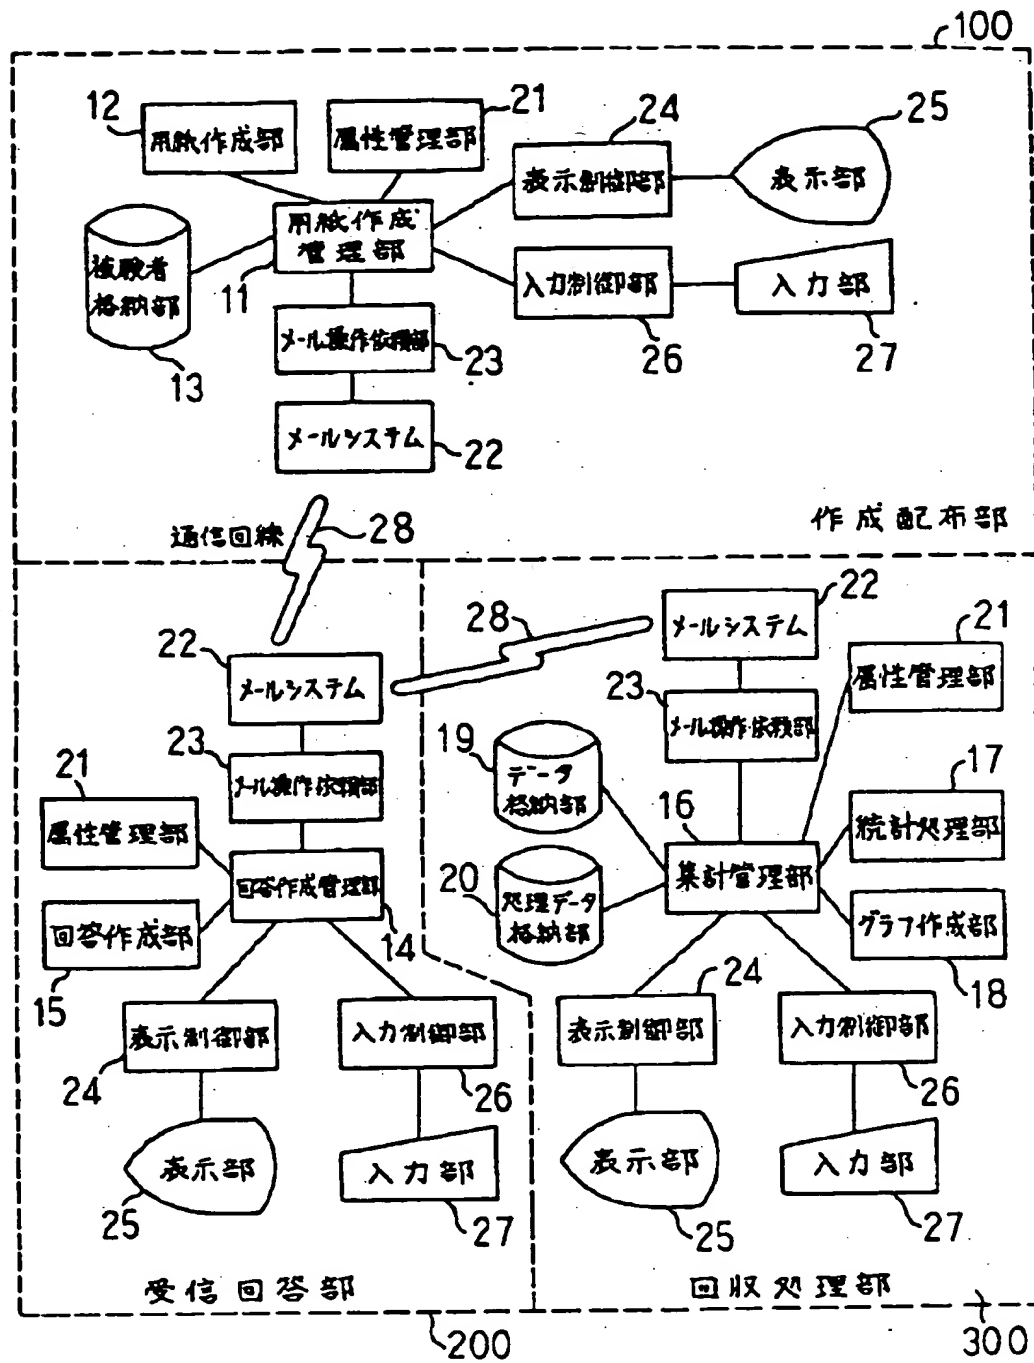 100
12
用紙作成部
21
属性管理部
24
表示制御部
25
表示部
被験者
格納部
13
用紙作成
管理部
11
入力制御部
26
入力部
27
メール操作依頼部
23
メールシステム
22
作成配布部
通信回線
28
22
メールシステム
23
メール操作依頼部
21
属性管理部
回答作成管理部
14
回答作成部
15
表示制御部
24
入力制御部
26
表示部
25
入力部
27
受信回答部
200
28
メールシステム
22
21
属性管理部
23
メール操作依頼部
19
データ
格納部
16
集計管理部
17
統計処理部
20
処理データ
格納部
グラフ作成部
18
24
表示制御部
入力制御部
26
表示部
25
入力部
27
回収処理部
300